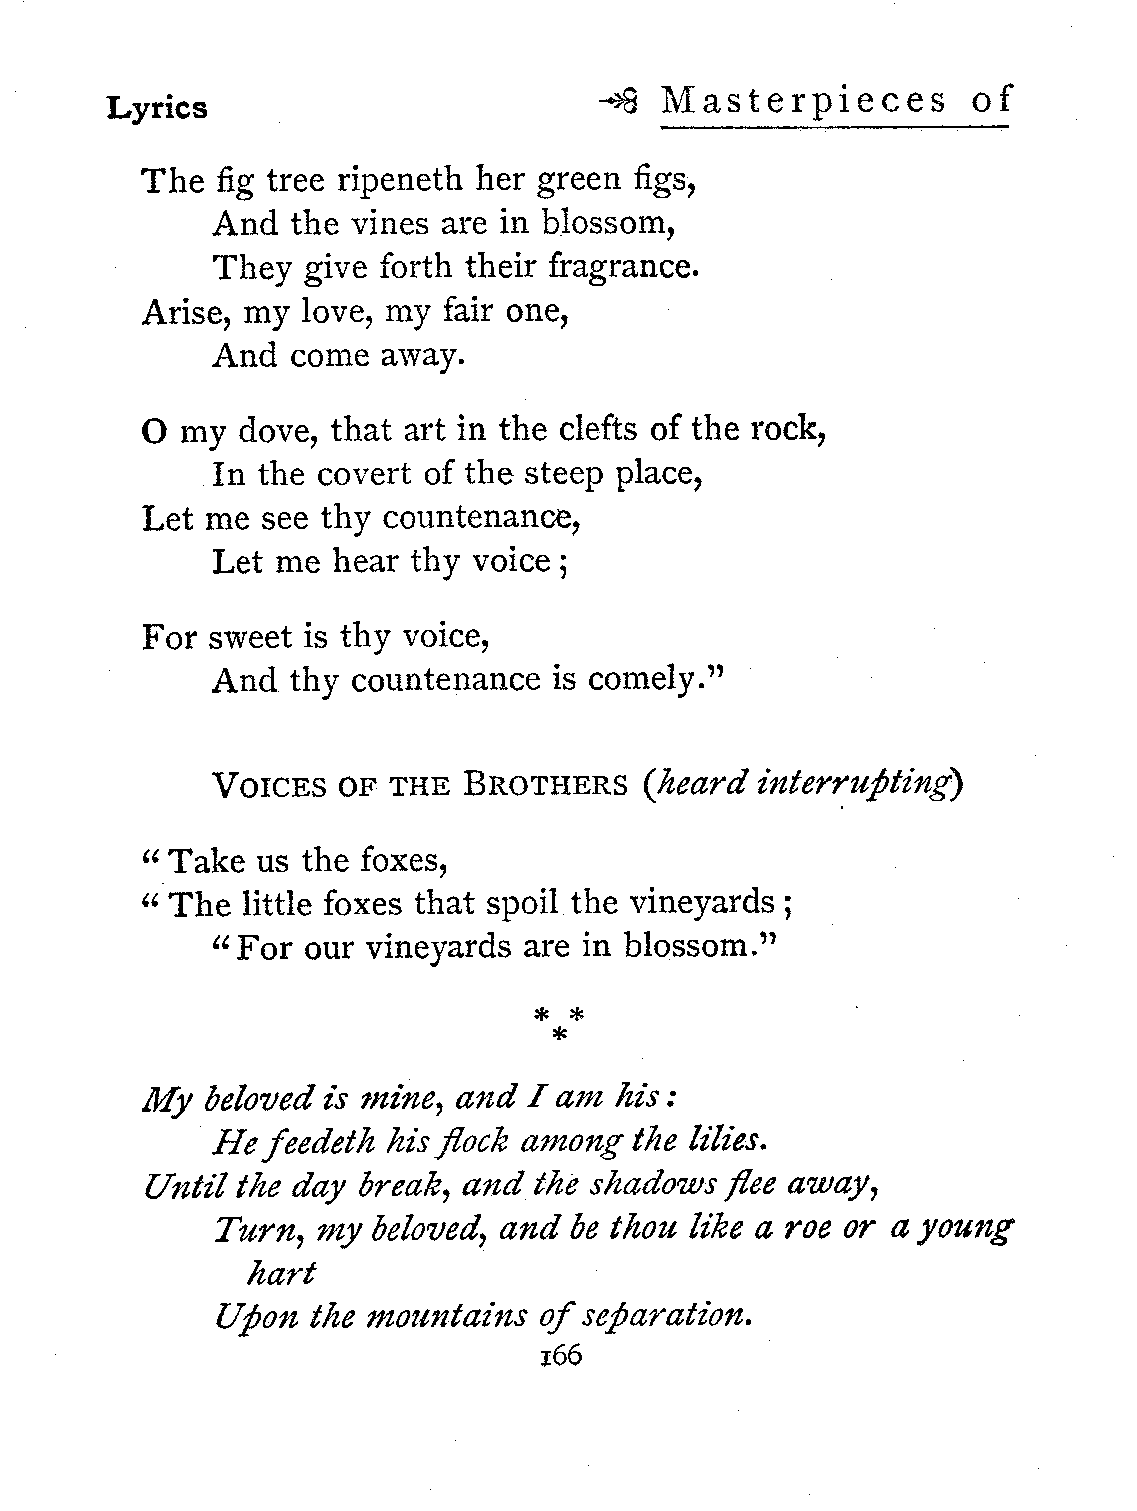 Lyrics Masterpieces of
The fig tree ripeneth her green figs,
And the vines are in blossom,
They give forth their fragrance.
Arise, my love, my fair one,
And come away.
O my dove, that art in the clefts of the rock,
In the covert of the steep place,
Let me see thy countenance,
Let me hear thy voice ;
For sweet is thy voice,
And thy countenance is comely.”
VOICES OF THE BROTHERS (heard interrupting)
“ Take us the foxes,
“ The little foxes that spoil the vineyards ;
“ For our vineyards are in blossom.”
* *
*
My beloved is mine, and I am his :
He feedeth his flock among the lilies.
Until the day break, and the shadows flee away,
Turn, my beloved, and be thou like a roe or a young
hart
Upon the mountains of separation.
166